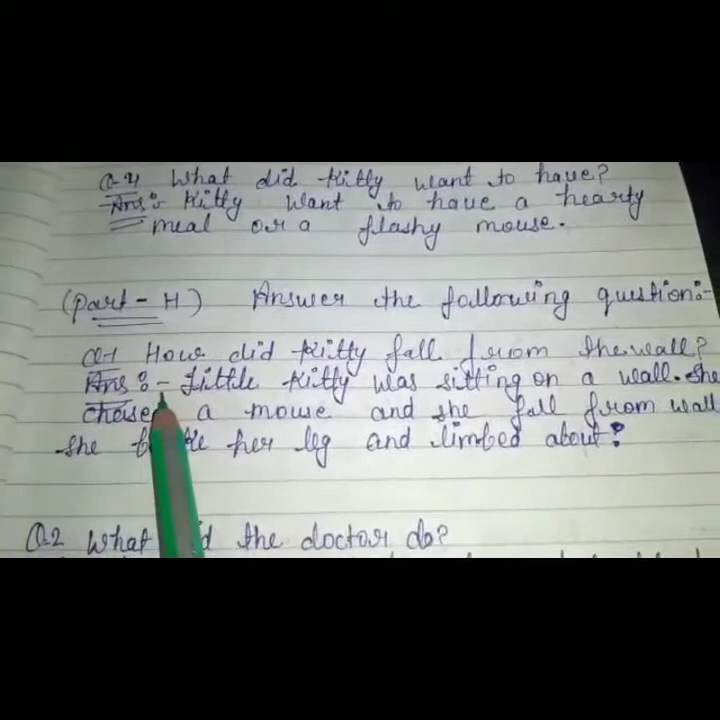 Q.4 What did Kitty want to have?
Ans:- Kitty want to have a hearty
meal or a flashy mouse.
(Part - H) Answer the following question:-
Q.1 How did Kitty fall from the wall?
Ans:- Little Kitty was sitting on a wall. She
chased a mouse and she fall from wall
she her leg and limbed about.
Q.2 What did the doctor do?